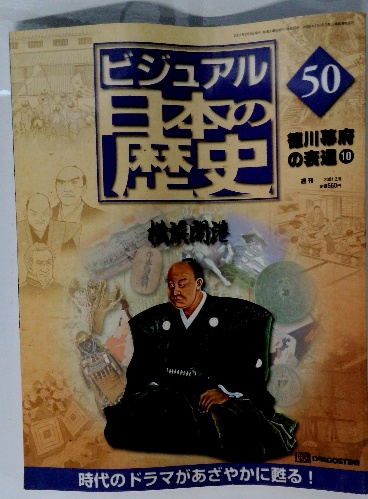 ビジュアル
日本の
歴史
50
徳川幕府
の衰退⑩
週刊
横浜開港
DEAGOSTINI
時代のドラマがあざやかに甦る!